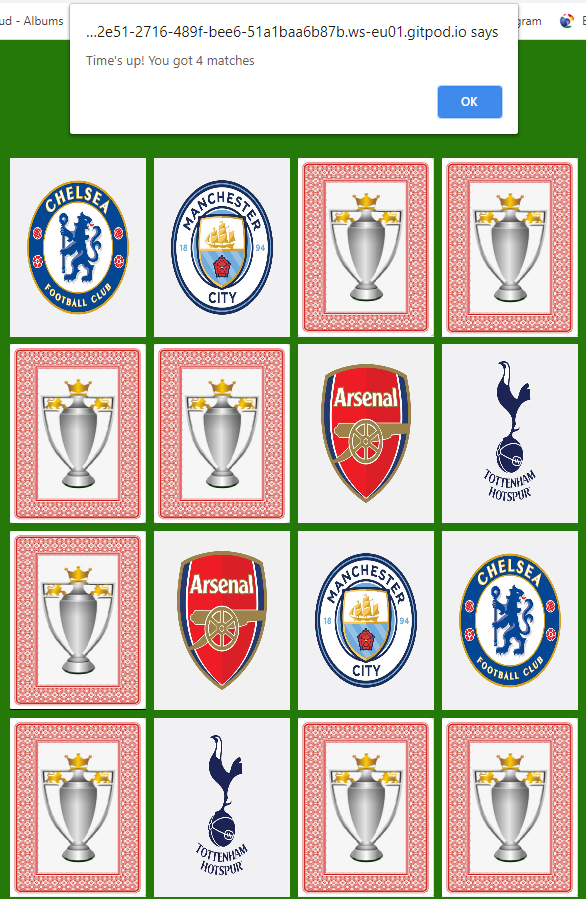 ...2e51-2716-489f-bee6-51a1baa6b87b.ws-eu01.gitpod.io says
ud - Albums
gram
Time's up! You got 4 matches
OK
CHELSEA
FOOTBALL CLUB
MANCHESTER
18 94
CITY
Arsenal
TOTTENHAM
HOTSPUR
Arsenal
MANCHESTER
18 94
CITY
CHELSEA
FOOTBALL CLUB
TOTTENHAM
HOTSPUR